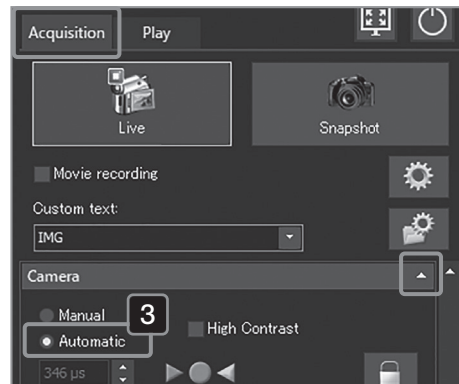 Acquisition Play
Live Snapshot
Movie recording
Custom text:
IMG
Camera
Manual 3
Automatic High Contrast
346 µs